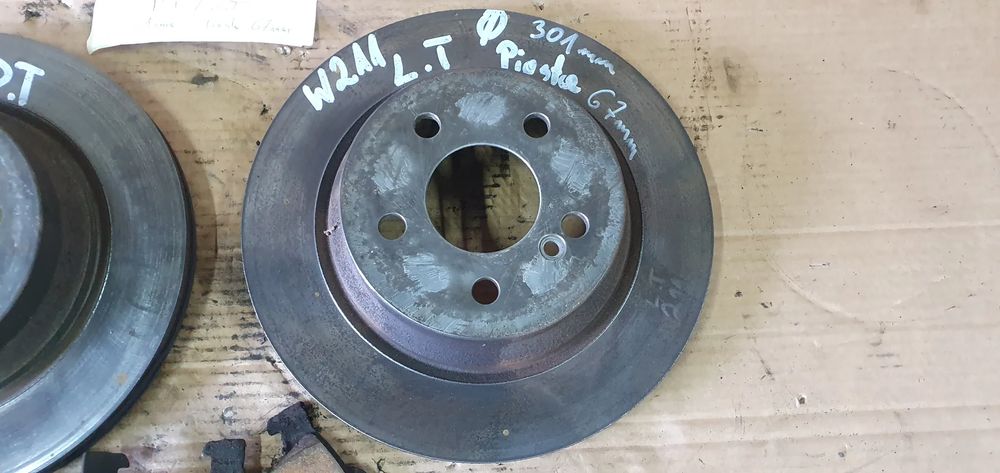 P.T
W211
L.T
Ø 301mm
Piasta 67mm
L.T